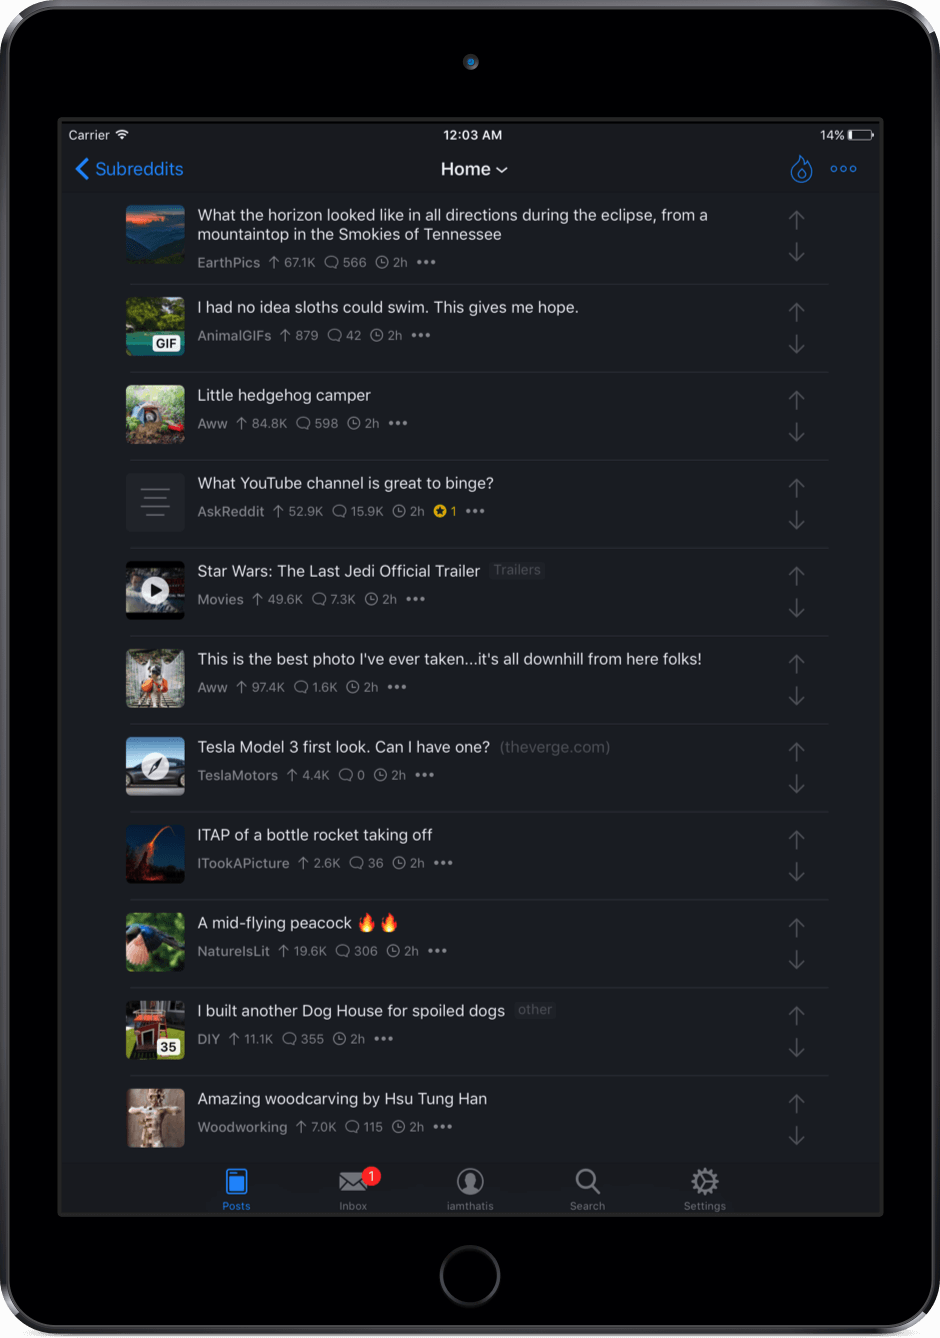 Carrier 12:03 AM 14%
Subreddits Home
What the horizon looked like in all directions during the eclipse, from a
mountaintop in the Smokies of Tennessee
EarthPics 67.1K 566 2h
I had no idea sloths could swim. This gives me hope.
GIF
AnimalGIFs 879 42 2h
Little hedgehog camper
Aww 84.8K 598 2h
What YouTube channel is great to binge?
AskReddit 52.9K 15.9K 2h 1
Star Wars: The Last Jedi Official Trailer Trailers
Movies 49.6K 7.3K 2h
This is the best photo I've ever taken...it's all downhill from here folks!
Aww 97.4K 1.6K 2h
Tesla Model 3 first look. Can I have one? (theverge.com)
TeslaMotors 4.4K 0 2h
ITAP of a bottle rocket taking off
ITookAPicture 2.6K 36 2h
A mid-flying peacock 🔥🔥
NatureIsLit 19.6K 306 2h
I built another Dog House for spoiled dogs other
35
DIY 11.1K 355 2h
Amazing woodcarving by Hsu Tung Han
Woodworking 7.0K 115 2h
1
Posts Inbox iamthatis Search Settings